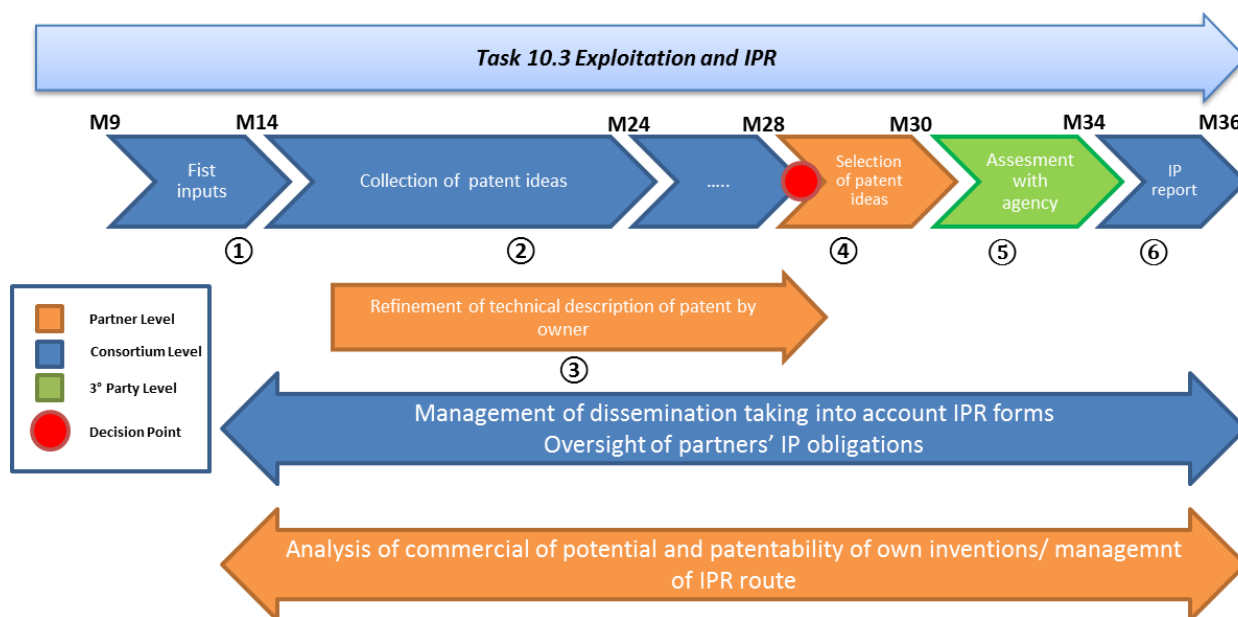 Task 10.3 Exploitation and IPR
M9
M14
M24
M28
M30
M34
M36
Fist
inputs
Collection of patent ideas
.....
Selection
of patent
ideas
Assesment
with
agency
IP
report
①
②
④
⑤
⑥
Refinement of technical description of patent by
owner
③
Partner Level
Consortium Level
3° Party Level
Decision Point
Management of dissemination taking into account IPR forms
Oversight of partners’ IP obligations
Analysis of commercial of potential and patentability of own inventions/ managemnt
of IPR route